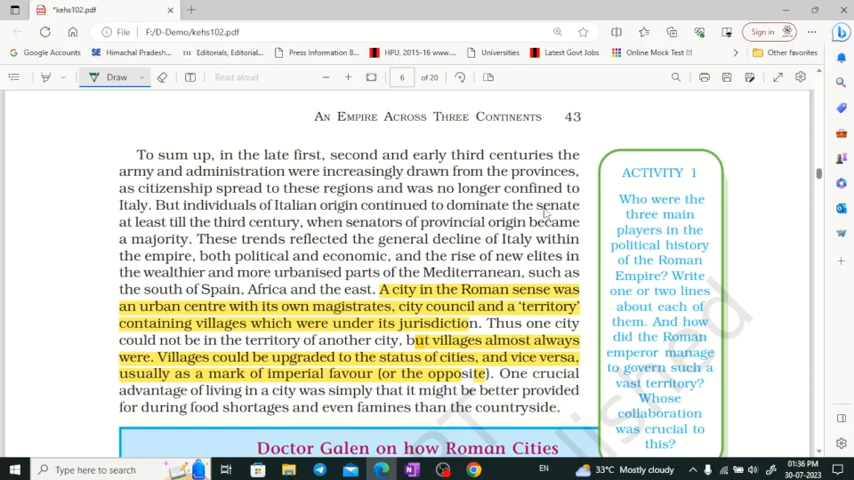 *kehs102.pdf
File
F:/D-Demo/kehs102.pdf
Sign in
Google Accounts
Himachal Pradesh...
Editorials, Editorial...
Press Information B...
HPU, 2015-16 www....
Universities
Latest Govt Jobs
Online Mock Test !!!
Other favorites
Draw
Read aloud
6 of 20
AN EMPIRE ACROSS THREE CONTINENTS 43
To sum up, in the late first, second and early third centuries the
army and administration were increasingly drawn from the provinces,
as citizenship spread to these regions and was no longer confined to
Italy. But individuals of Italian origin continued to dominate the senate
at least till the third century, when senators of provincial origin became
a majority. These trends reflected the general decline of Italy within
the empire, both political and economic, and the rise of new elites in
the wealthier and more urbanised parts of the Mediterranean, such as
the south of Spain, Africa and the east. A city in the Roman sense was
an urban centre with its own magistrates, city council and a ‘territory’
containing villages which were under its jurisdiction. Thus one city
could not be in the territory of another city, but villages almost always
were. Villages could be upgraded to the status of cities, and vice versa,
usually as a mark of imperial favour (or the opposite). One crucial
advantage of living in a city was simply that it might be better provided
for during food shortages and even famines than the countryside.
Doctor Galen on how Roman Cities
ACTIVITY 1
Who were the
three main
players in the
political history
of the Roman
Empire? Write
one or two lines
about each of
them. And how
did the Roman
emperor manage
to govern such a
vast territory?
Whose
collaboration
was crucial to
this?
Type here to search
33°C Mostly cloudy
EN
01:36 PM
30-07-2023